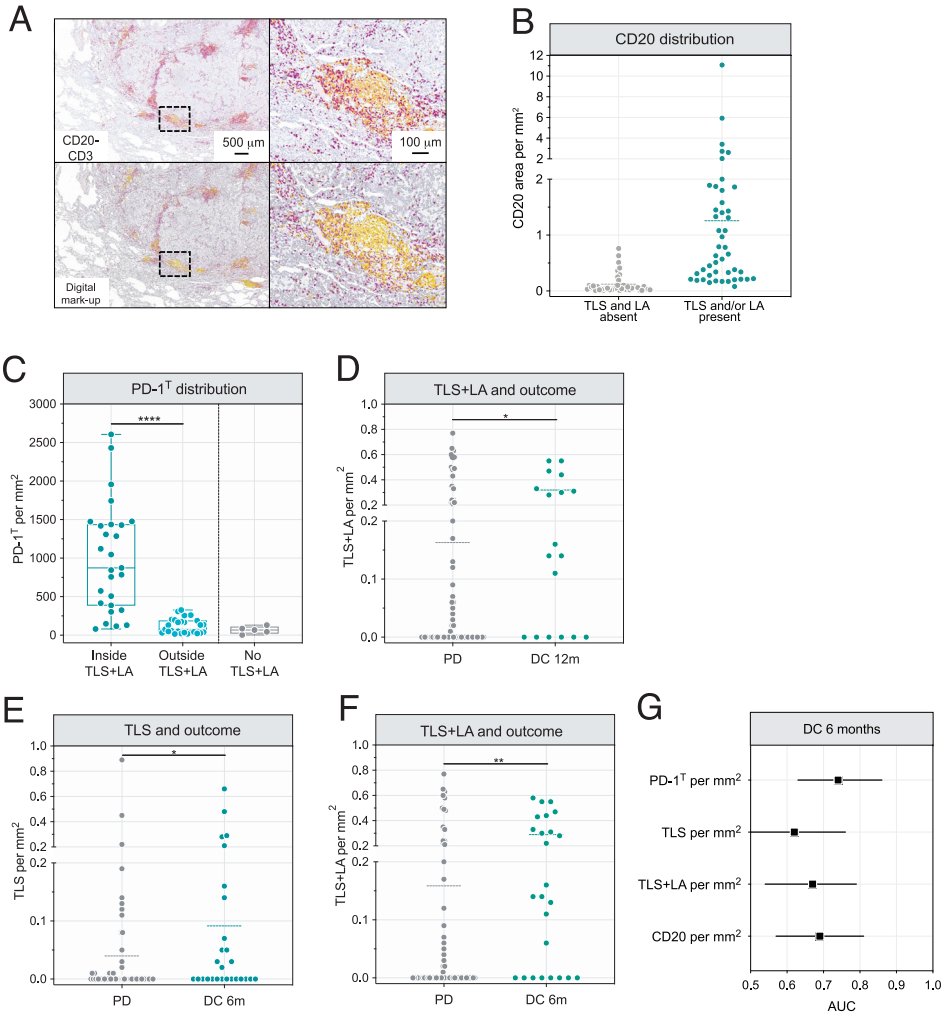 A
CD20-
CD3
500 μm
100 μm
Digital
mark-up
B
CD20 distribution
CD20 area per mm²
12
10
8
6
4
2
2
1
0
TLS and LA
absent
TLS and/or LA
present
C
PD-1ᵀ distribution
PD-1ᵀ per mm²
3000
2500
2000
1500
1000
500
0
****
Inside
TLS+LA
Outside
TLS+LA
No
TLS+LA
D
TLS+LA and outcome
TLS+LA per mm²
1.0
0.8
0.6
0.4
0.2
0.2
0.1
0.0
*
PD
DC 12m
E
TLS and outcome
TLS per mm²
1.0
0.8
0.6
0.4
0.2
0.2
0.1
0.0
*
PD
DC 6m
F
TLS+LA and outcome
TLS+LA per mm²
1.0
0.8
0.6
0.4
0.2
0.2
0.1
0.0
**
PD
DC 6m
G
DC 6 months
PD-1ᵀ per mm²
TLS per mm²
TLS+LA per mm²
CD20 per mm²
0.5
0.6
0.7
0.8
0.9
1.0
AUC